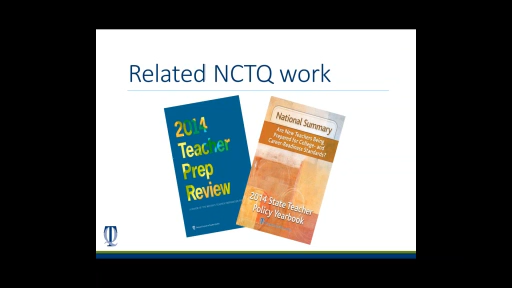 Related NCTQ work
2014
Teacher
Prep
Review
National Summary
Are New Teachers Being
Prepared for College- and
Career-Readiness Standards?
2014 State Teacher
Policy Yearbook